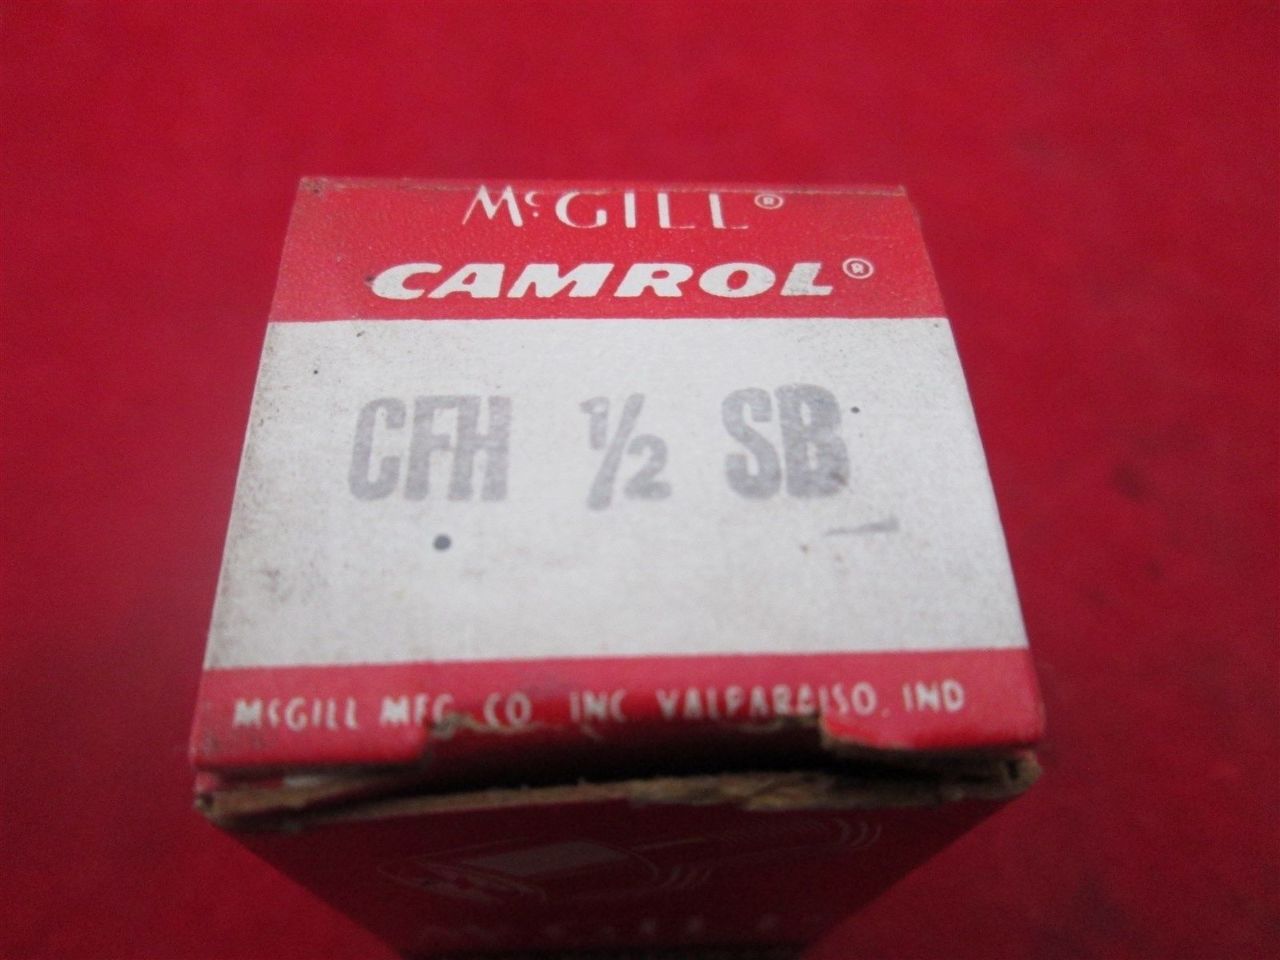 McGILL®
CAMROL®
CFH 1/2 SB
McGILL MFG. CO. INC. VALPARAISO, IND